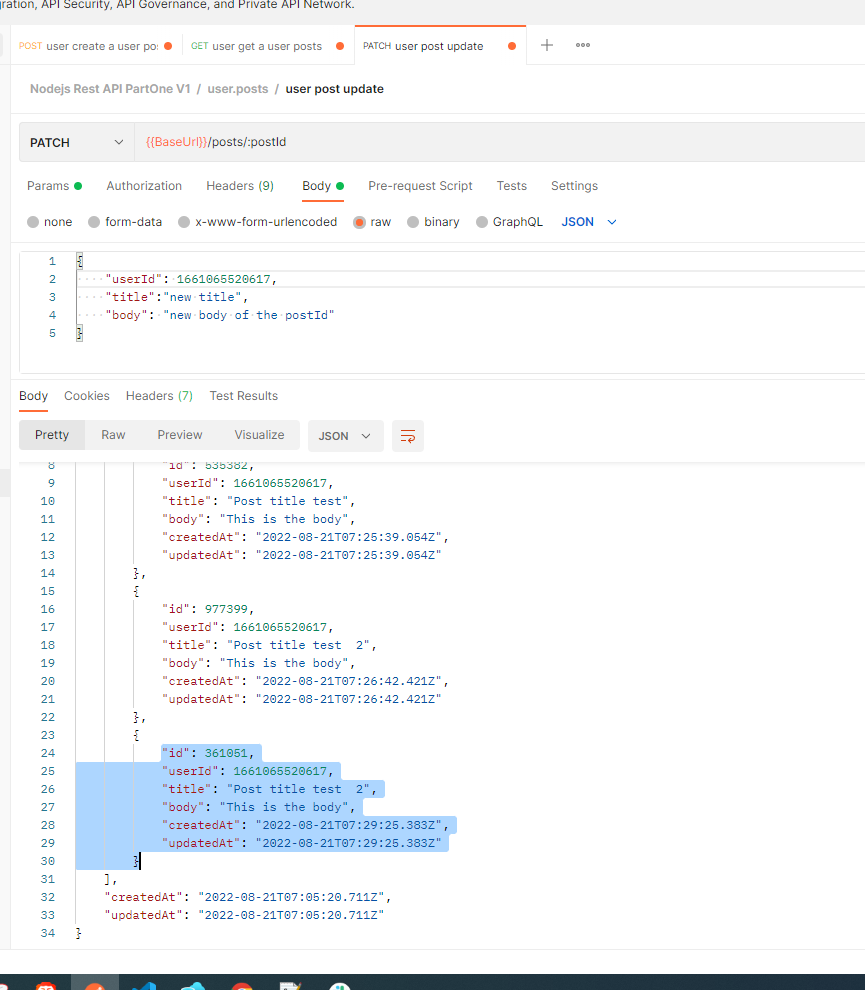 gration, API Security, API Governance, and Private API Network.
POST user create a user po: GET user get a user posts PATCH user post update
Nodejs Rest API PartOne V1 / user.posts / user post update
PATCH {{BaseUrl}}/posts/:postId
Params Authorization Headers (9) Body Pre-request Script Tests Settings
none form-data x-www-form-urlencoded raw binary GraphQL JSON
1 {
2 "userId": 1661065520617,
3 "title":"new title",
4 "body": "new body of the postId"
5 }
Body Cookies Headers (7) Test Results
Pretty Raw Preview Visualize JSON
8 "id": 535382,
9 "userId": 1661065520617,
10 "title": "Post title test",
11 "body": "This is the body",
12 "createdAt": "2022-08-21T07:25:39.054Z",
13 "updatedAt": "2022-08-21T07:25:39.054Z"
14 },
15 {
16 "id": 977399,
17 "userId": 1661065520617,
18 "title": "Post title test  2",
19 "body": "This is the body",
20 "createdAt": "2022-08-21T07:26:42.421Z",
21 "updatedAt": "2022-08-21T07:26:42.421Z"
22 },
23 {
24 "id": 361051,
25 "userId": 1661065520617,
26 "title": "Post title test  2",
27 "body": "This is the body",
28 "createdAt": "2022-08-21T07:29:25.383Z",
29 "updatedAt": "2022-08-21T07:29:25.383Z"
30 }
31 ],
32 "createdAt": "2022-08-21T07:05:20.711Z",
33 "updatedAt": "2022-08-21T07:05:20.711Z"
34 }